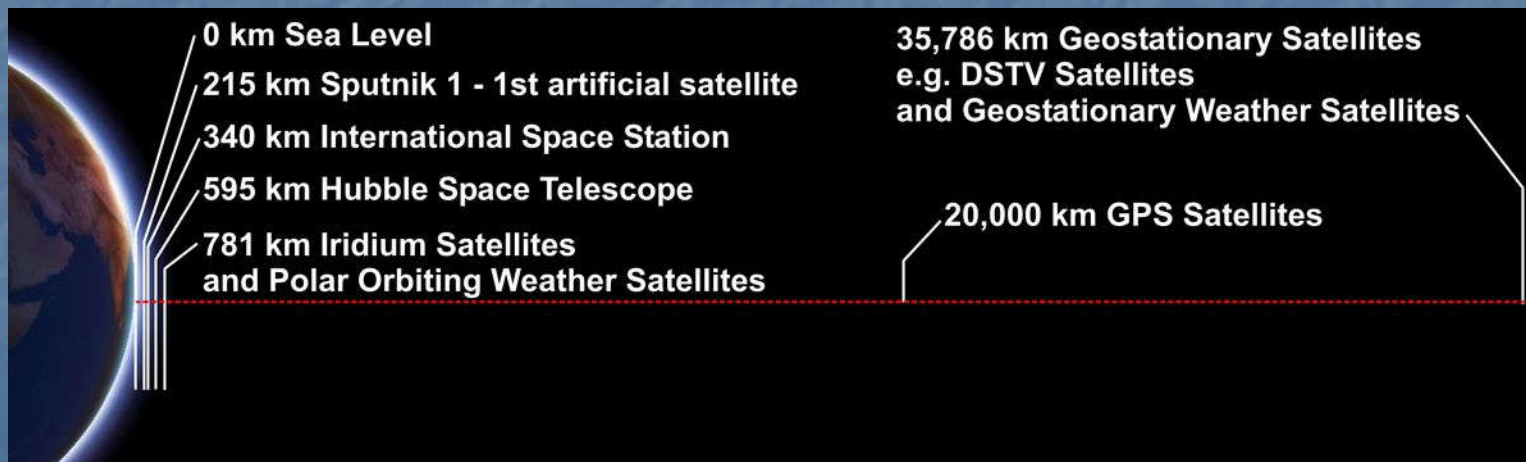 0 km Sea Level
215 km Sputnik 1 - 1st artificial satellite
340 km International Space Station
595 km Hubble Space Telescope
781 km Iridium Satellites
and Polar Orbiting Weather Satellites
35,786 km Geostationary Satellites
e.g. DSTV Satellites
and Geostationary Weather Satellites
20,000 km GPS Satellites